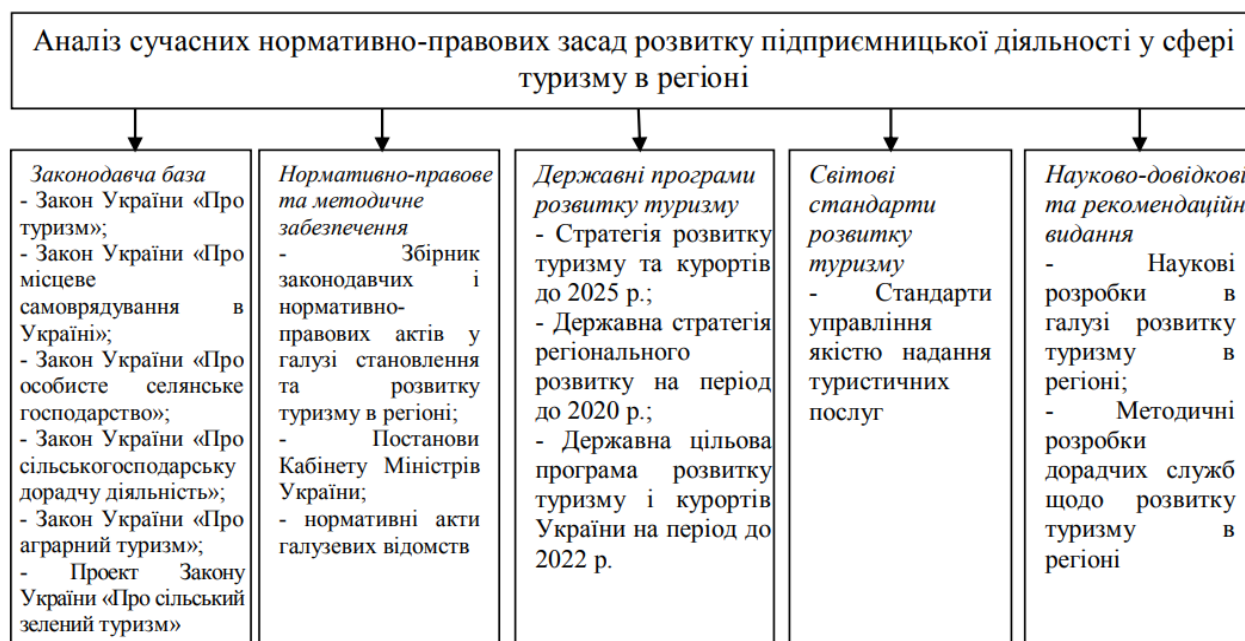 Аналіз сучасних нормативно-правових засад розвитку підприємницької діяльності у сфері
туризму в регіоні
Законодавча база
- Закон України «Про
туризм»;
- Закон України «Про
місцеве
самоврядування в
Україні»;
- Закон України «Про
особисте селянське
господарство»;
- Закон України «Про
сільськогосподарську
дорадчу діяльність»;
- Закон України «Про
аграрний туризм»;
- Проект Закону
України «Про сільський
зелений туризм»
Нормативно-правове
та методичне
забезпечення
- Збірник
законодавчих і
нормативно-
правових актів у
галузі становлення
та розвитку
туризму в регіоні;
- Постанови
Кабінету Міністрів
України;
- нормативні акти
галузевих відомств
Державні програми
розвитку туризму
- Стратегія розвитку
туризму та курортів
до 2025 р.;
- Державна стратегія
регіонального
розвитку на період
до 2020 р.;
- Державна цільова
програма розвитку
туризму і курортів
України на період до
2022 р.
Світові
стандарти
розвитку
туризму
- Стандарти
управління
якістю надання
туристичних
послуг
Науково-довідкові
та рекомендаційн
видання
- Наукові
розробки в
галузі розвитку
туризму в
регіоні;
- Методичні
розробки
дорадчих служб
щодо розвитку
туризму в
регіоні